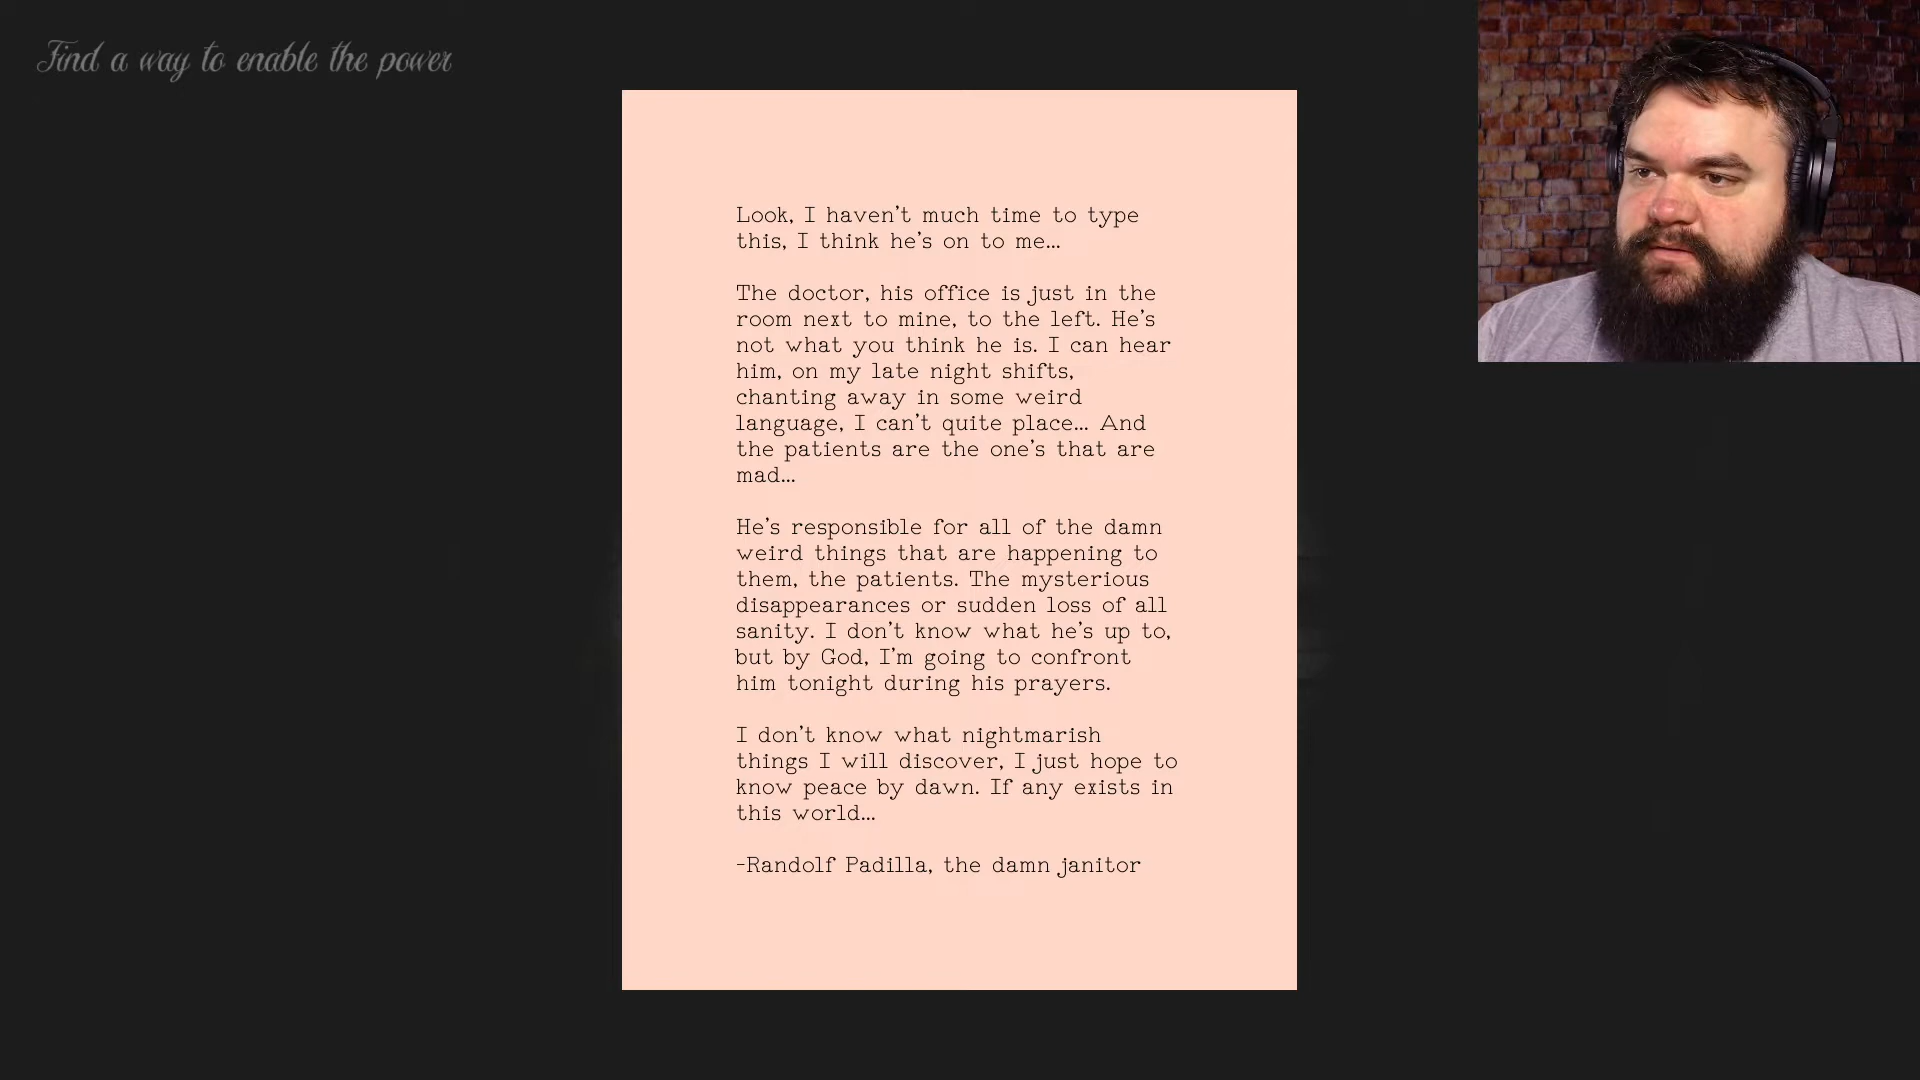 Find a way to enable the power
Look, I haven't much time to type
this, I think he's on to me...
The doctor, his office is just in the
room next to mine, to the left. He's
not what you think he is. I can hear
him, on my late night shifts,
chanting away in some weird
language, I can't quite place... And
the patients are the one's that are
mad...
He's responsible for all of the damn
weird things that are happening to
them, the patients. The mysterious
disappearances or sudden loss of all
sanity. I don't know what he's up to,
but by God, I'm going to confront
him tonight during his prayers.
I don't know what nightmarish
things I will discover, I just hope to
know peace by dawn. If any exists in
this world...
-Randolf Padilla, the damn janitor